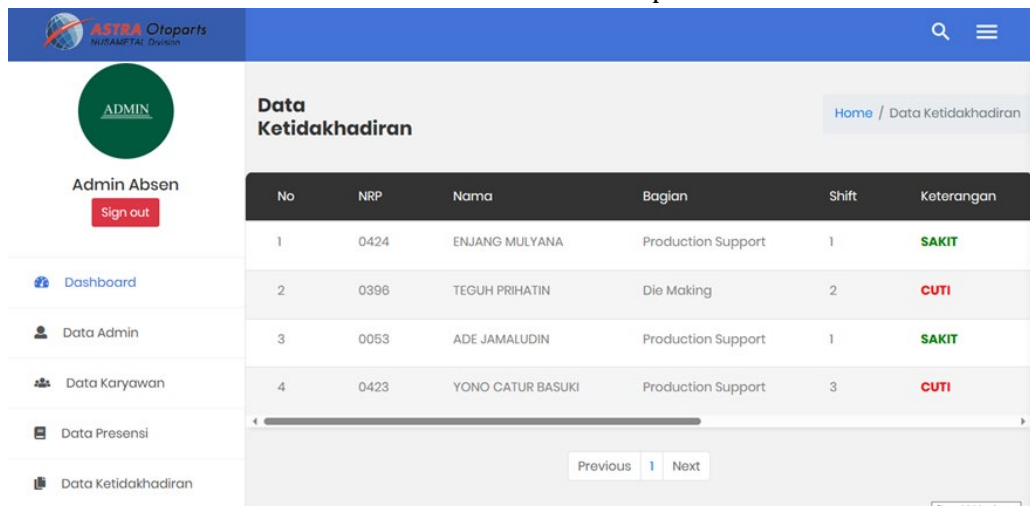 ASTRA Otoparts
NUSAMETAL Division
ADMIN
Admin Absen
Sign out
Dashboard
Data Admin
Data Karyawan
Data Presensi
Data Ketidakhadiran
Data
Ketidakhadiran
Home / Data Ketidakhadiran
No NRP Nama Bagian Shift Keterangan
1 0424 ENJANG MULYANA Production Support 1 SAKIT
2 0396 TEGUH PRIHATIN Die Making 2 CUTI
3 0053 ADE JAMALUDIN Production Support 1 SAKIT
4 0423 YONO CATUR BASUKI Production Support 3 CUTI
Previous 1 Next